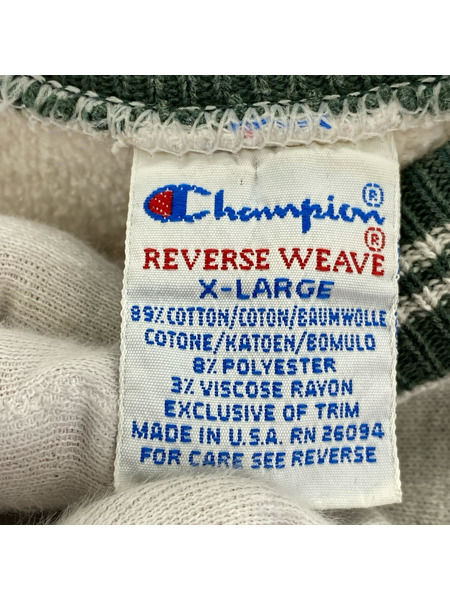 Champion®
REVERSE WEAVE®
X-LARGE
89% COTTON/COTON/BAUMWOLLE
COTONE/KATOEN/BOMULD
8% POLYESTER
3% VISCOSE RAYON
EXCLUSIVE OF TRIM
MADE IN U.S.A. RN 26094
FOR CARE SEE REVERSE